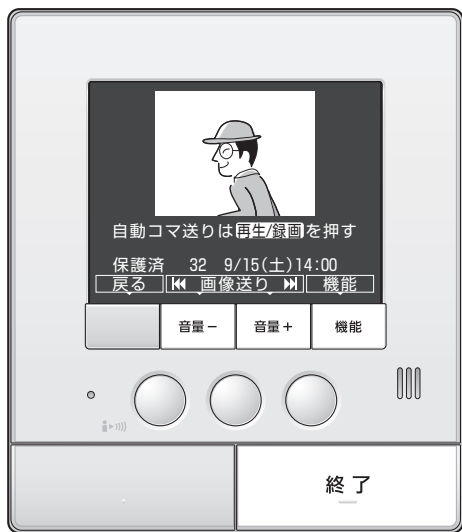 自動コマ送りは再生/録画を押す
保護済 32 9/15(土)14:00
戻る ⏮ 画像送り ⏭ 機能
音量− 音量+ 機能
終了